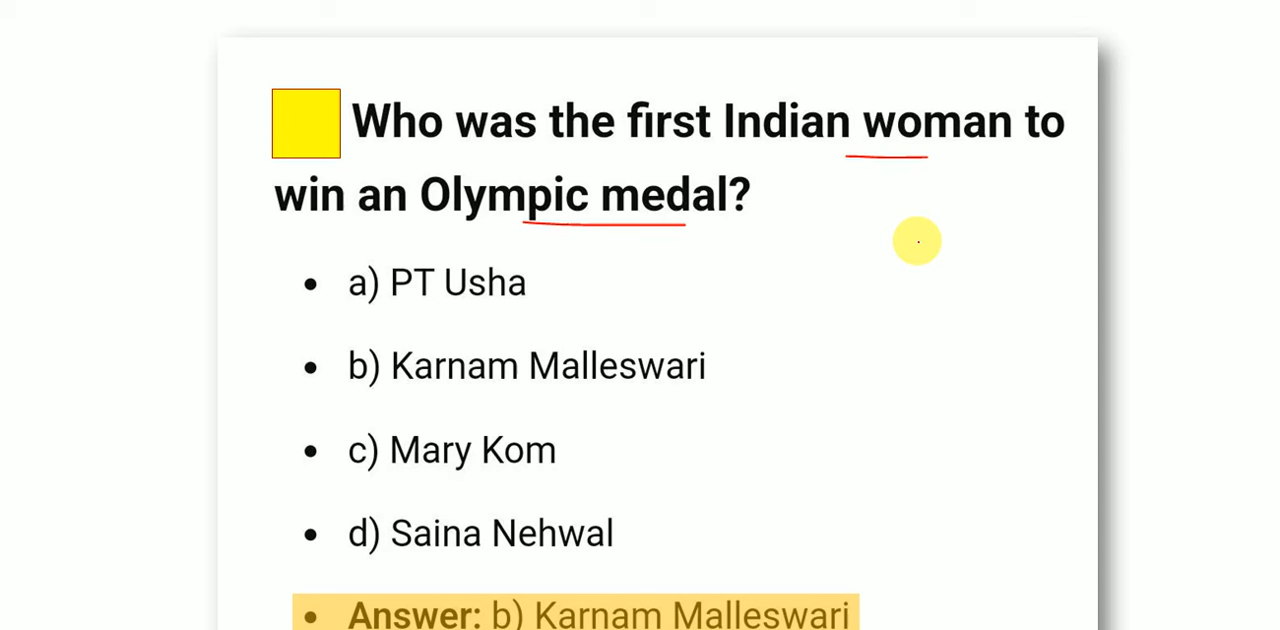 Who was the first Indian woman to
win an Olympic medal?
• a) PT Usha
• b) Karnam Malleswari
• c) Mary Kom
• d) Saina Nehwal
• Answer: b) Karnam Malleswari